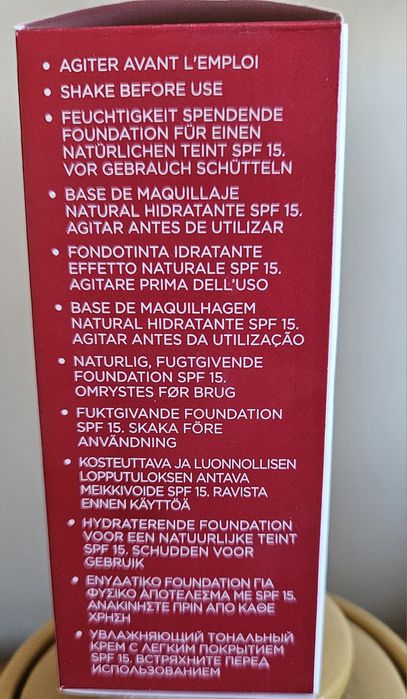 • AGITER AVANT L'EMPLOI
• SHAKE BEFORE USE
• FEUCHTIGKEIT SPENDENDE
FOUNDATION FÜR EINEN
NATÜRLICHEN TEINT SPF 15.
VOR GEBRAUCH SCHÜTTELN
• BASE DE MAQUILLAJE
NATURAL HIDRATANTE SPF 15.
AGITAR ANTES DE UTILIZAR
• FONDOTINTA IDRATANTE
EFFETTO NATURALE SPF 15.
AGITARE PRIMA DELL'USO
• BASE DE MAQUILHAGEM
NATURAL HIDRATANTE SPF 15.
AGITAR ANTES DA UTILIZAÇÃO
• NATURLIG, FUGTGIVENDE
FOUNDATION SPF 15.
OMRYSTES FØR BRUG
• FUKTGIVANDE FOUNDATION
SPF 15. SKAKA FÖRE
ANVÄNDNING
• KOSTEUTTAVA JA LUONNOLLISEN
LOPPUTULOKSEN ANTAVA
MEIKKIVOIDE SPF 15. RAVISTA
ENNEN KÄYTTÖÄ
• HYDRATERENDE FOUNDATION
VOOR EEN NATUURLIJKE TEINT
SPF 15. SCHUDDEN VOOR
GEBRUIK
• ΕΝΥΔΑΤΙΚΟ FOUNDATION ΓΙΑ
ΦΥΣΙΚΟ ΑΠΟΤΕΛΕΣΜΑ ΜΕ SPF 15.
ΑΝΑΚΙΝΗΣΤΕ ΠΡΙΝ ΑΠΟ ΚΑΘΕ
ΧΡΗΣΗ
• УВЛАЖНЯЮЩИЙ ТОНАЛЬНЫЙ
КРЕМ С ЛЕГКИМ ПОКРЫТИЕМ
SPF 15. ВСТРЯХНИТЕ ПЕРЕД
ИСПОЛЬЗОВАНИЕМ